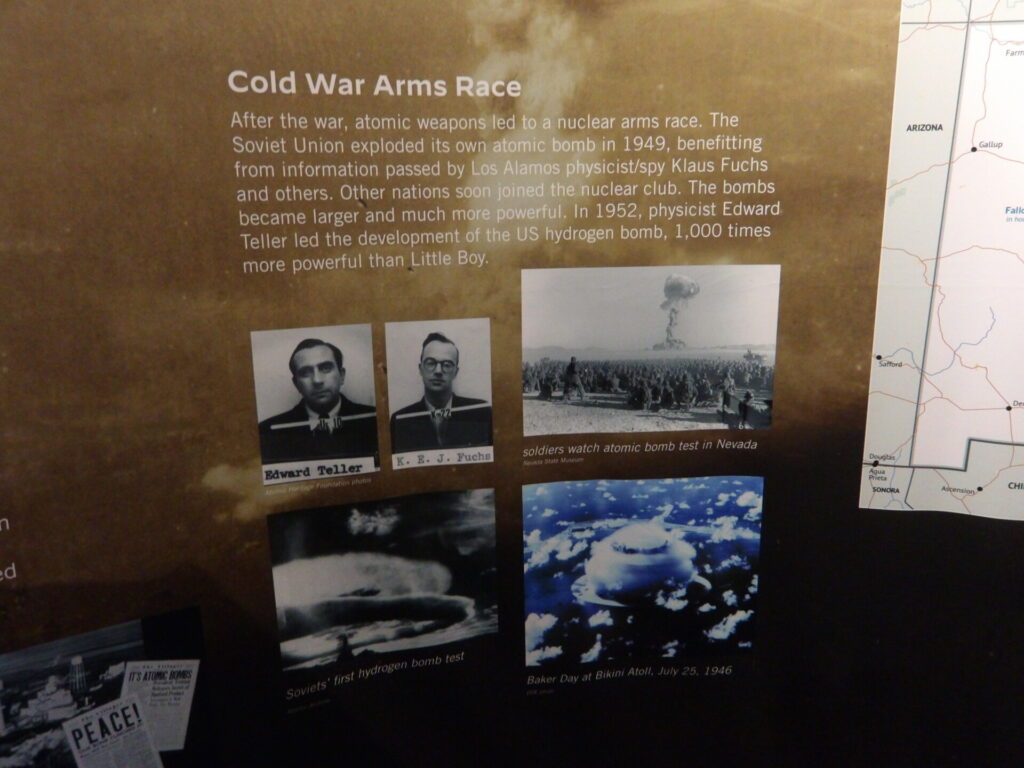 Cold War Arms Race
After the war, atomic weapons led to a nuclear arms race. The
Soviet Union exploded its own atomic bomb in 1949, benefitting
from information passed by Los Alamos physicist/spy Klaus Fuchs
and others. Other nations soon joined the nuclear club. The bombs
became larger and much more powerful. In 1952, physicist Edward
Teller led the development of the US hydrogen bomb, 1,000 times
more powerful than Little Boy.
Edward Teller
K. E. J. Fuchs
Atomic Heritage Foundation photos
soldiers watch atomic bomb test in Nevada
Nevada State Museum
Soviets' first hydrogen bomb test
Baker Day at Bikini Atoll, July 25, 1946
IT'S ATOMIC BOMBS
PEACE!
ARIZONA
Gallup
Safford
Douglas
Agua
Prieta
SONORA
Ascension